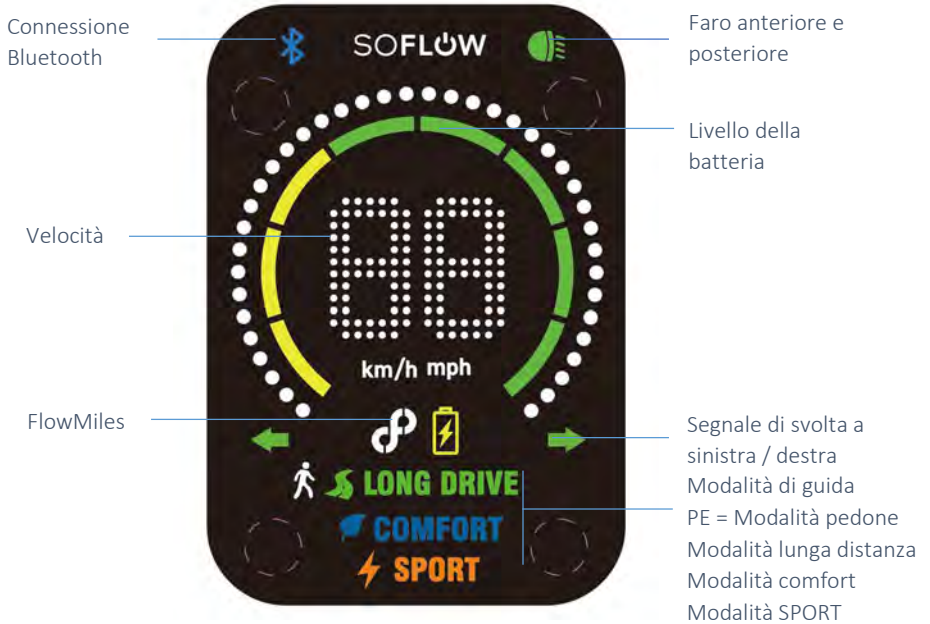 Connessione
Bluetooth
SOFLOW
Faro anteriore e
posteriore
Livello della
batteria
Velocità
88
km/h mph
FlowMiles
Segnale di svolta a
sinistra / destra
LONG DRIVE
Modalità di guida
PE = Modalità pedone
COMFORT
Modalità lunga distanza
SPORT
Modalità comfort
Modalità SPORT